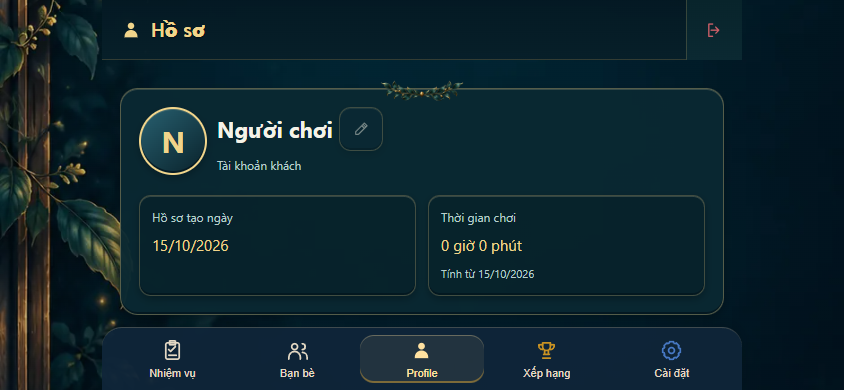 Hồ sơ
N
Người chơi
Tài khoản khách
Hồ sơ tạo ngày
15/10/2026
Thời gian chơi
0 giờ 0 phút
Tính từ 15/10/2026
Nhiệm vụ
Bạn bè
Profile
Xếp hạng
Cài đặt